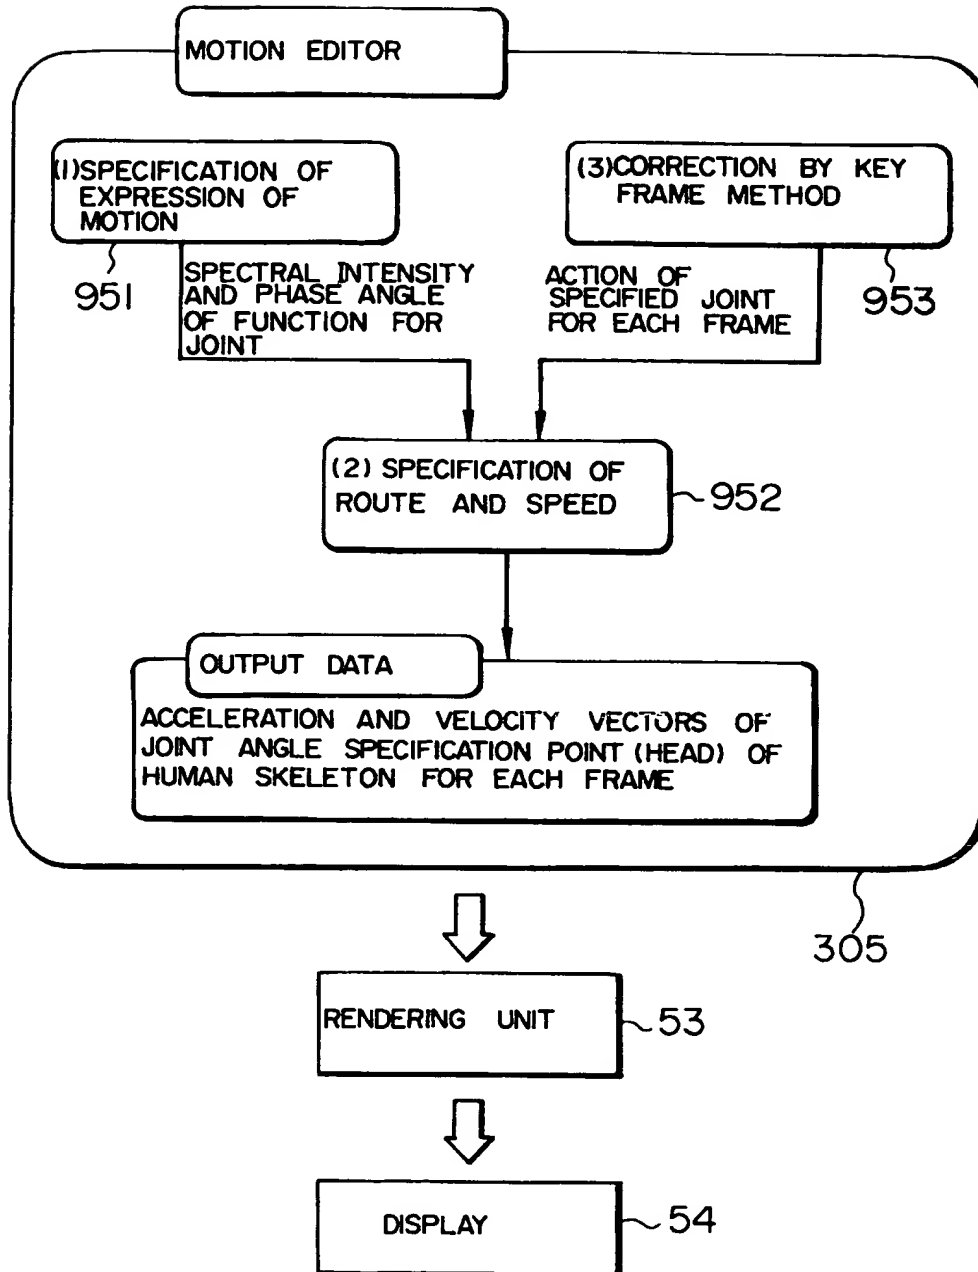 MOTION EDITOR
(1)SPECIFICATION OF
EXPRESSION OF
MOTION
951
(3)CORRECTION BY KEY
FRAME METHOD
953
SPECTRAL INTENSITY
AND PHASE ANGLE
OF FUNCTION FOR
JOINT
ACTION OF
SPECIFIED JOINT
FOR EACH FRAME
(2) SPECIFICATION OF
ROUTE AND SPEED
952
OUTPUT DATA
ACCELERATION AND VELOCITY VECTORS OF
JOINT ANGLE SPECIFICATION POINT (HEAD) OF
HUMAN SKELETON FOR EACH FRAME
305
RENDERING UNIT
53
DISPLAY
54